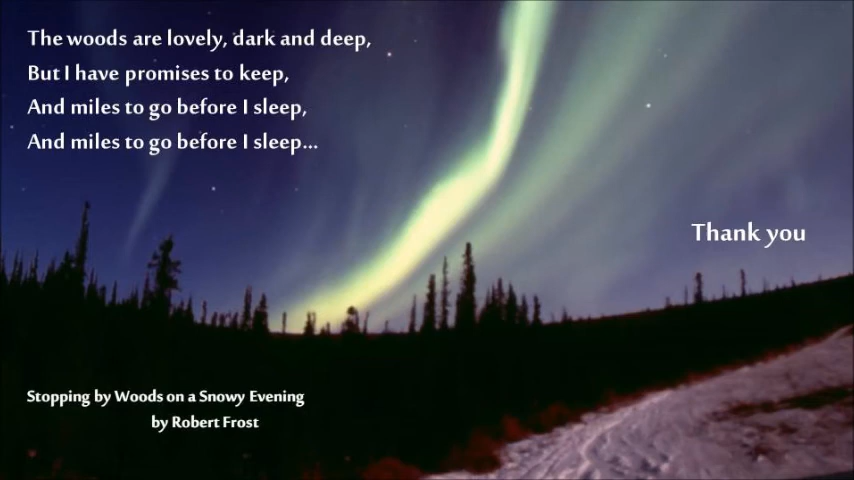 The woods are lovely, dark and deep,
But I have promises to keep,
And miles to go before I sleep,
And miles to go before I sleep...
Thank you
Stopping by Woods on a Snowy Evening
by Robert Frost